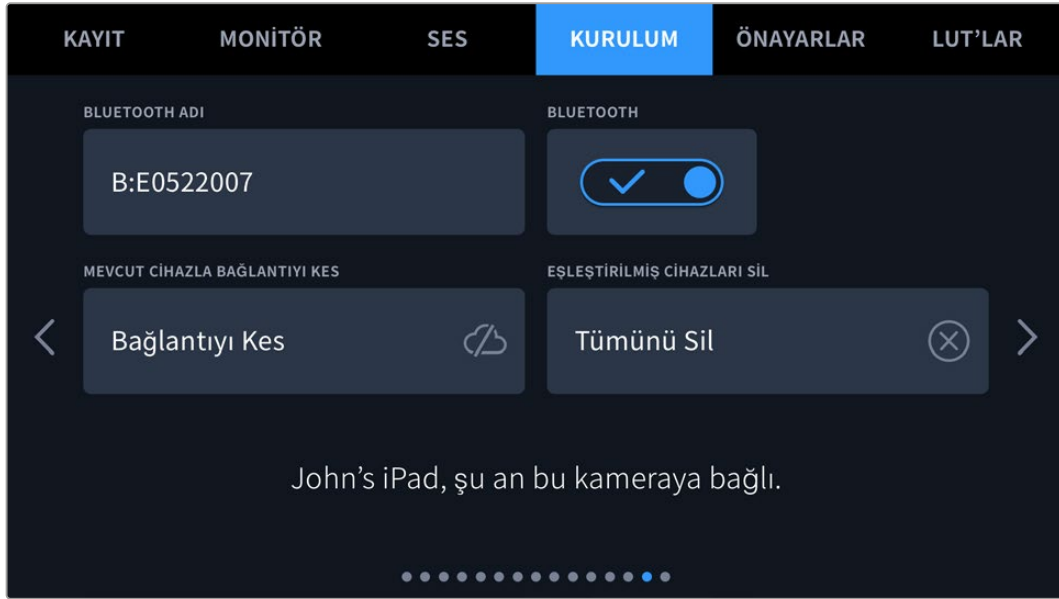 KAYIT MONİTÖR SES KURULUM ÖNAYARLAR LUT’LAR
BLUETOOTH ADI BLUETOOTH
B:E0522007
MEVCUT CİHAZLA BAĞLANTIYI KES EŞLEŞTİRİLMİŞ CİHAZLARI SİL
Bağlantıyı Kes Tümünü Sil
John’s iPad, şu an bu kameraya bağlı.